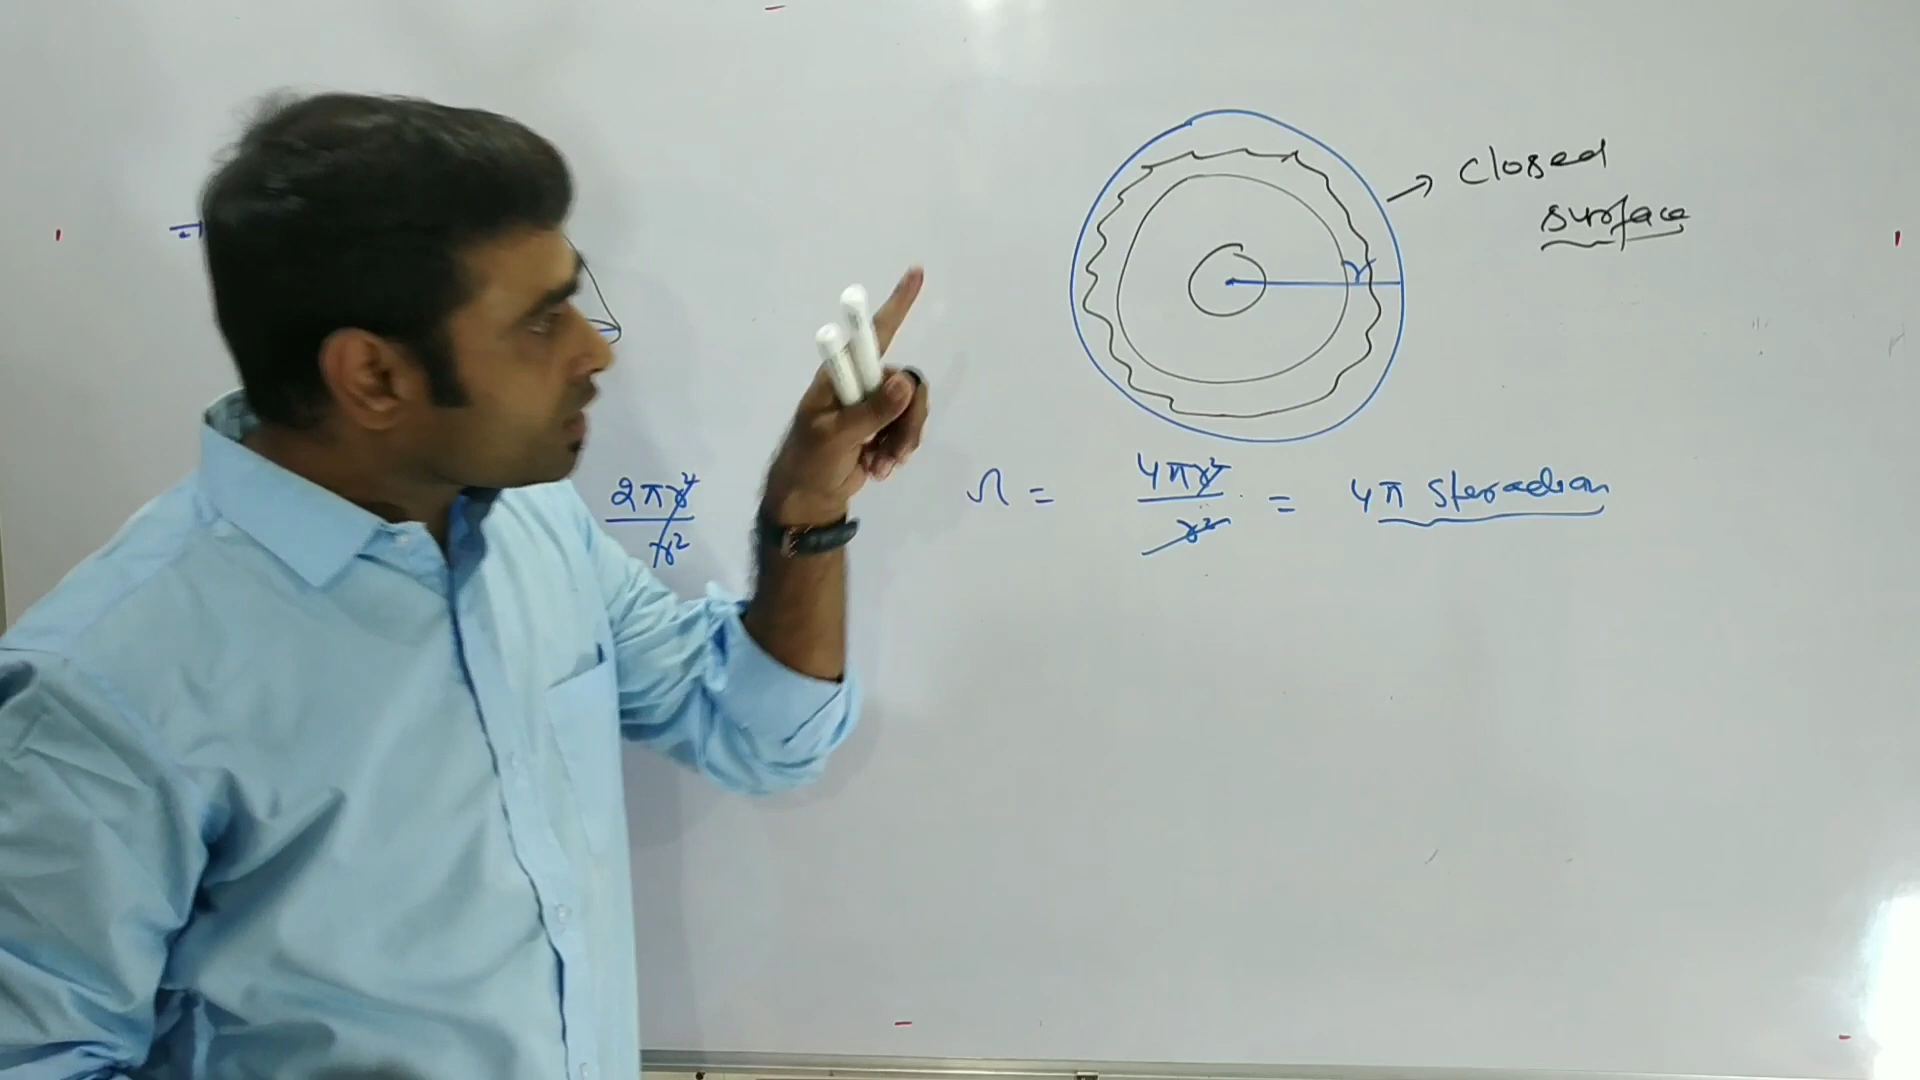 closed
surface
r
2πr²
r²
Ω = 4πr² / r² = 4π steradian